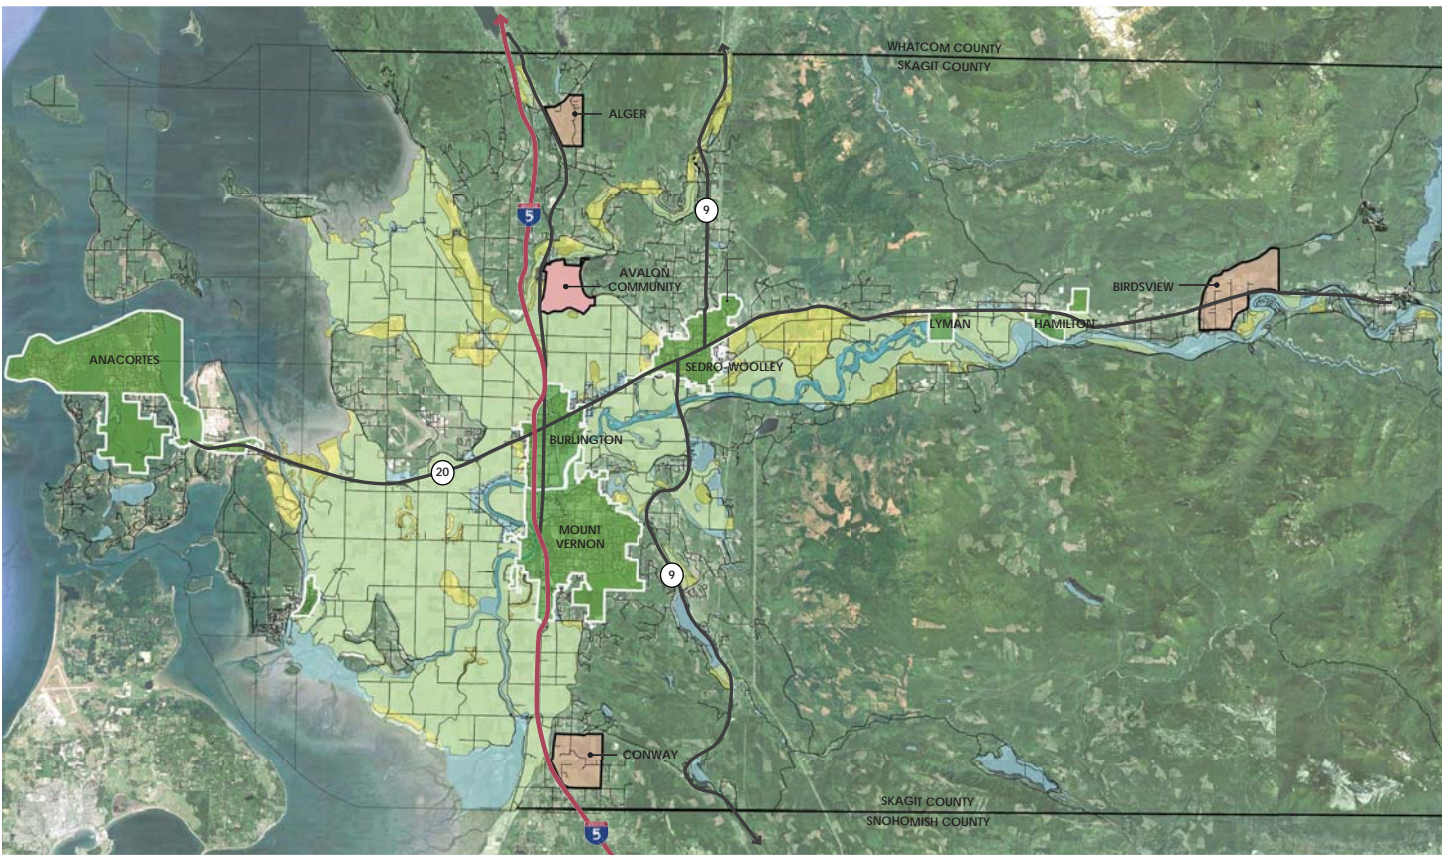 WHATCOM COUNTY
SKAGIT COUNTY
ALGER
5
9
AVALON
COMMUNITY
BIRDSVIEW
LYMAN
HAMILTON
ANACORTES
SEDRO-WOOLLEY
BURLINGTON
20
MOUNT
VERNON
9
CONWAY
SKAGIT COUNTY
SNOHOMISH COUNTY
5